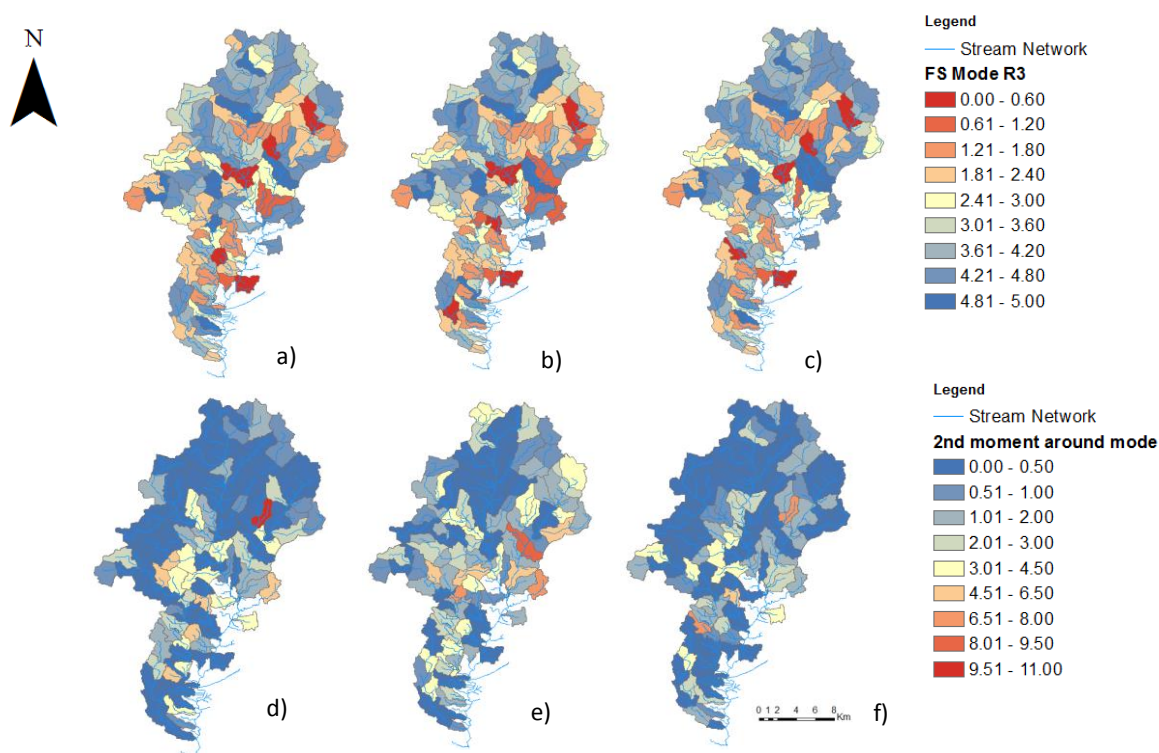 N
Legend
Stream Network
FS Mode R3
0.00 - 0.60
0.61 - 1.20
1.21 - 1.80
1.81 - 2.40
2.41 - 3.00
3.01 - 3.60
3.61 - 4.20
4.21 - 4.80
4.81 - 5.00
a)
b)
c)
Legend
Stream Network
2nd moment around mode
0.00 - 0.50
0.51 - 1.00
1.01 - 2.00
2.01 - 3.00
3.01 - 4.50
4.51 - 6.50
6.51 - 8.00
8.01 - 9.50
9.51 - 11.00
d)
e)
f)
0 1 2 4 6 8
Km